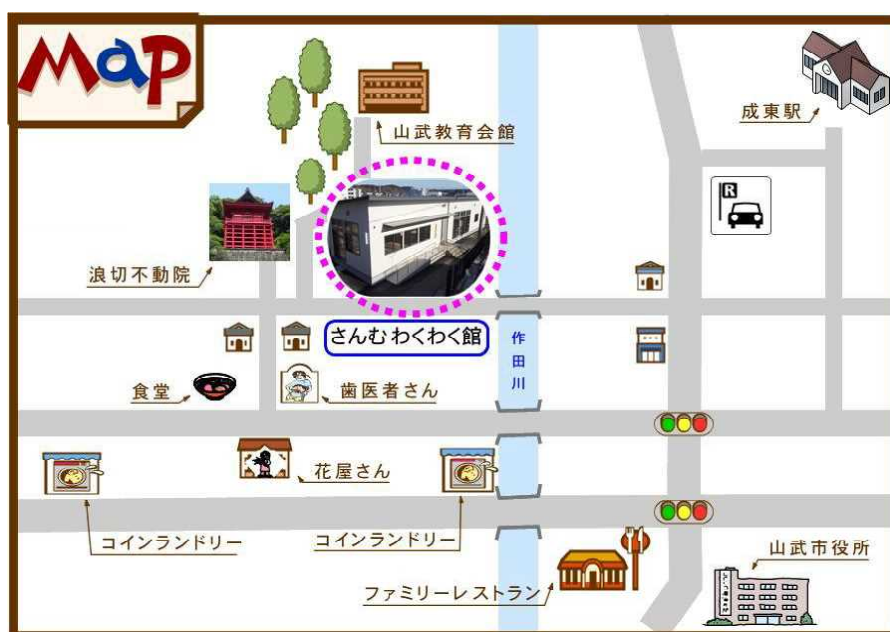 MaP
山武教育会館
成東駅
R
浪切不動院
さんむわくわく館
作田川
食堂
歯医者さん
花屋さん
コインランドリー
コインランドリー
ファミリーレストラン
山武市役所